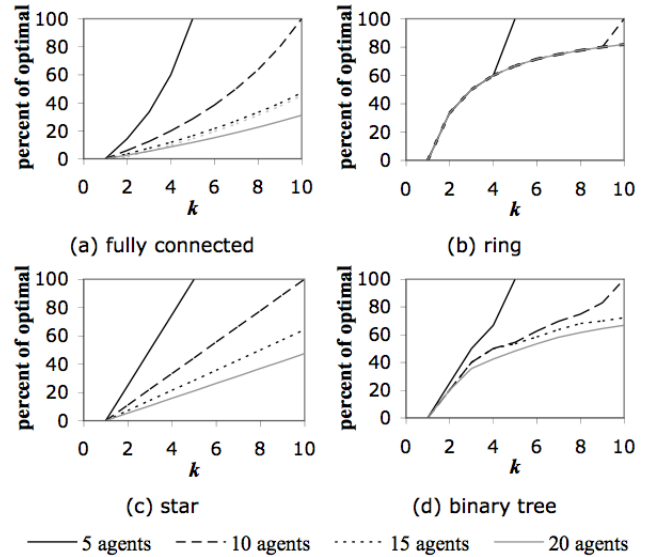 percent of optimal
100
80
60
40
20
0
0 2 4 6 8 10
k
(a) fully connected
percent of optimal
100
80
60
40
20
0
0 2 4 6 8 10
k
(b) ring
percent of optimal
100
80
60
40
20
0
0 2 4 6 8 10
k
(c) star
percent of optimal
100
80
60
40
20
0
0 2 4 6 8 10
k
(d) binary tree
5 agents 10 agents 15 agents 20 agents